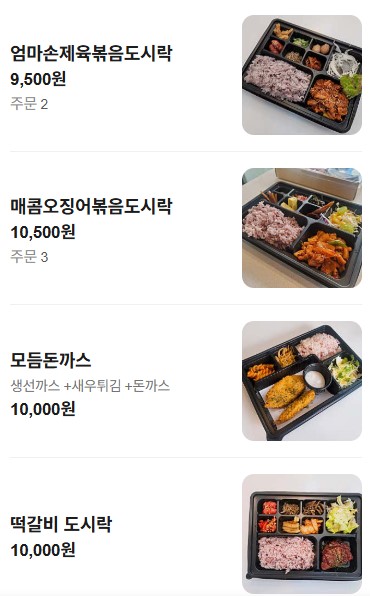 엄마손제육볶음도시락
9,500원
주문 2
매콤오징어볶음도시락
10,500원
주문 3
모듬돈까스
생선까스 +새우튀김 +돈까스
10,000원
떡갈비 도시락
10,000원